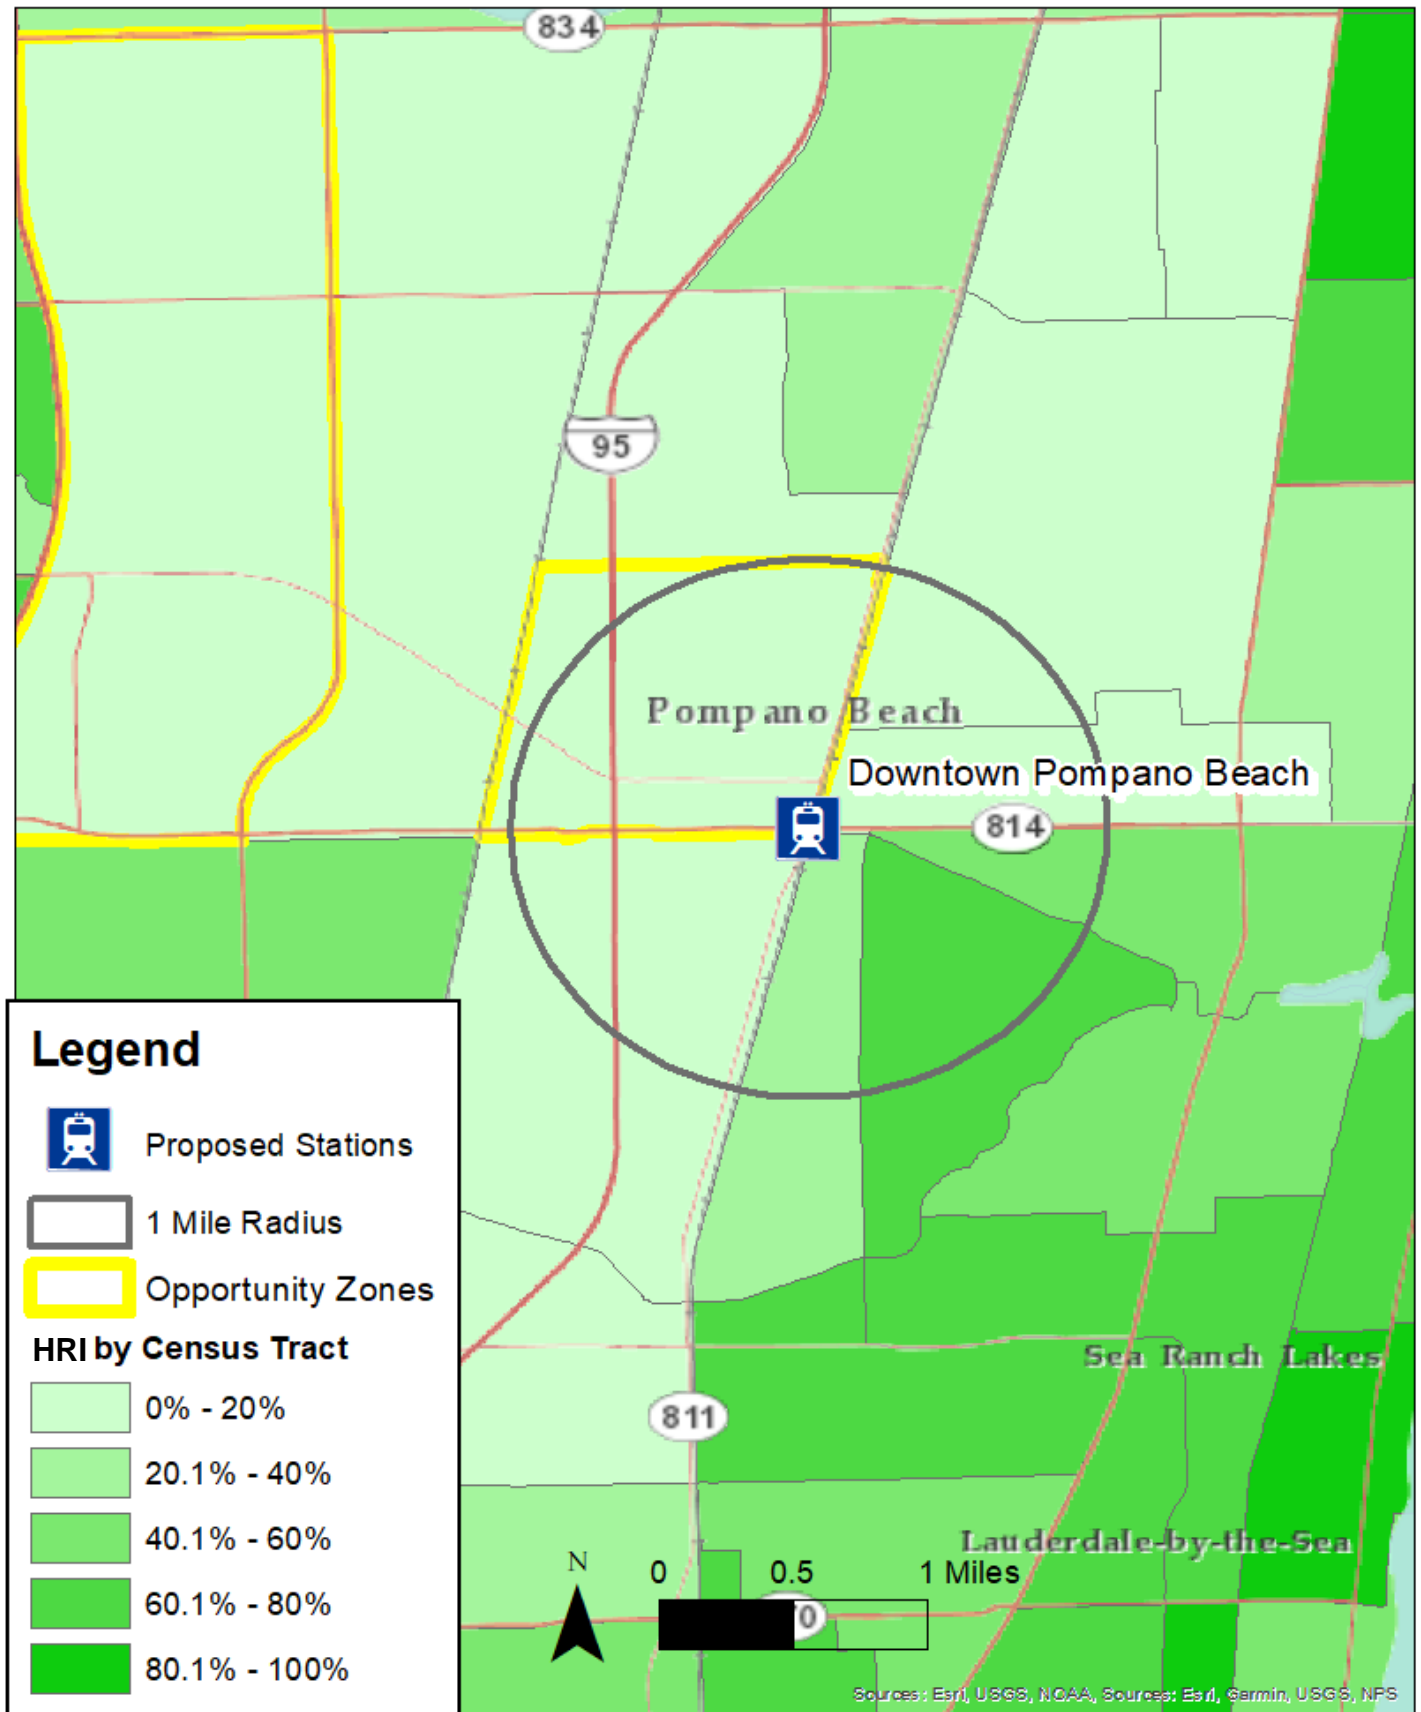 834
95
Pompano Beach
Downtown Pompano Beach
814
Legend
Proposed Stations
1 Mile Radius
Opportunity Zones
HRI by Census Tract
0% - 20%
20.1% - 40%
40.1% - 60%
60.1% - 80%
80.1% - 100%
Sea Ranch Lakes
811
Lauderdale-by-the-Sea
N
0 0.5 1 Miles
0
Sources: Esri, USGS, NOAA, Sources: Esri, Garmin, USGS, NPS